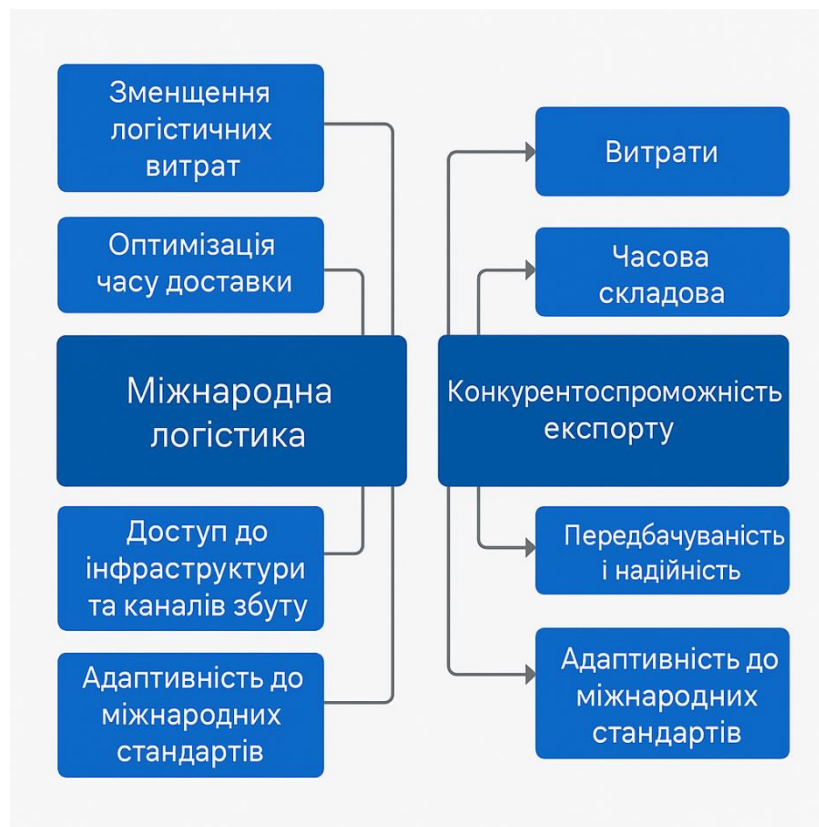 Зменщення
логістичних
витрат
Оптимізація
часу доставки
Міжнародна
логістика
Доступ до
інфраструктури
та каналів збуту
Адаптивність до
міжнародних
стандартів
Витрати
Часова
складова
Конкурентоспроможність
експорту
Передбачуваність
і надійність
Адаптивність до
міжнародних
стандартів